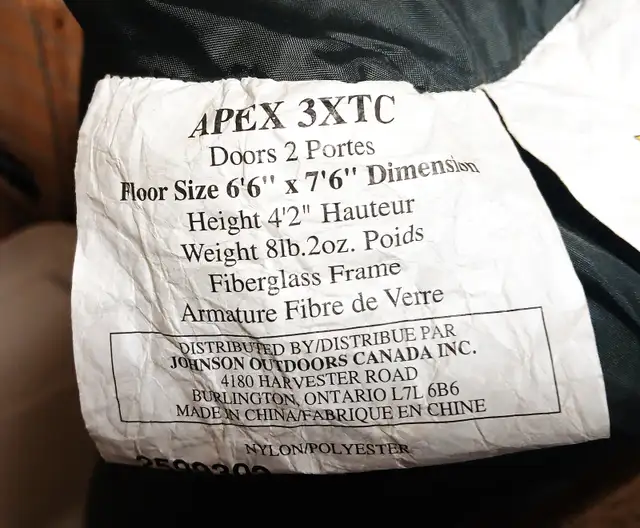 APEX 3XTC
Doors 2 Portes
Floor Size 6'6" x 7'6" Dimension
Height 4'2" Hauteur
Weight 8lb.2oz. Poids
Fiberglass Frame
Armature Fibre de Verre
DISTRIBUTED BY/DISTRIBUE PAR
JOHNSON OUTDOORS CANADA INC.
4180 HARVESTER ROAD
BURLINGTON, ONTARIO L7L 6B6
MADE IN CHINA/FABRIQUE EN CHINE
NYLON/POLYESTER